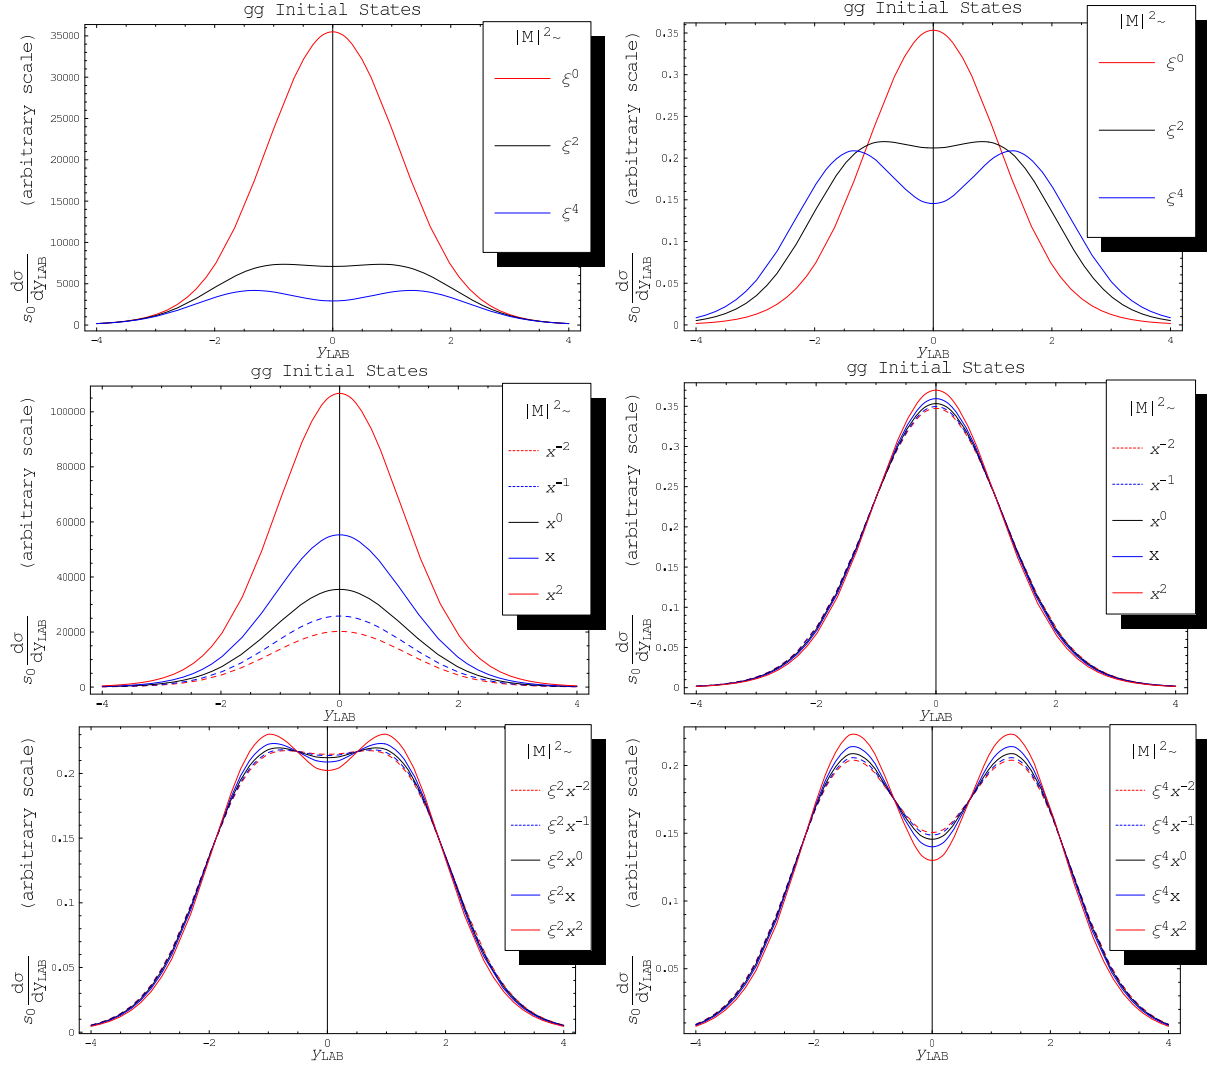 gg Initial States
s₀ dσ/dy_LAB (arbitrary scale)
35000
30000
25000
20000
15000
10000
5000
0
-4
-2
0
2
4
y_LAB
|M|²~
ξ⁰
ξ²
ξ⁴
gg Initial States
s₀ dσ/dy_LAB (arbitrary scale)
0.35
0.3
0.25
0.2
0.15
0.1
0.05
0
-4
-2
0
2
4
y_LAB
|M|²~
ξ⁰
ξ²
ξ⁴
gg Initial States
s₀ dσ/dy_LAB (arbitrary scale)
100000
80000
60000
40000
20000
0
-4
-2
0
2
4
y_LAB
|M|²~
x⁻²
x⁻¹
x⁰
x
x²
gg Initial States
s₀ dσ/dy_LAB (arbitrary scale)
0.35
0.3
0.25
0.2
0.15
0.1
0.05
0
-4
-2
0
2
4
y_LAB
|M|²~
x⁻²
x⁻¹
x⁰
x
x²
s₀ dσ/dy_LAB (arbitrary scale)
0.2
0.15
0.1
0.05
0
-4
-2
0
2
4
y_LAB
|M|²~
ξ²x⁻²
ξ²x⁻¹
ξ²x⁰
ξ²x
ξ²x²
s₀ dσ/dy_LAB (arbitrary scale)
0.2
0.15
0.1
0.05
-4
-2
0
2
4
y_LAB
|M|²~
ξ⁴x⁻²
ξ⁴x⁻¹
ξ⁴x⁰
ξ⁴x
ξ⁴x²